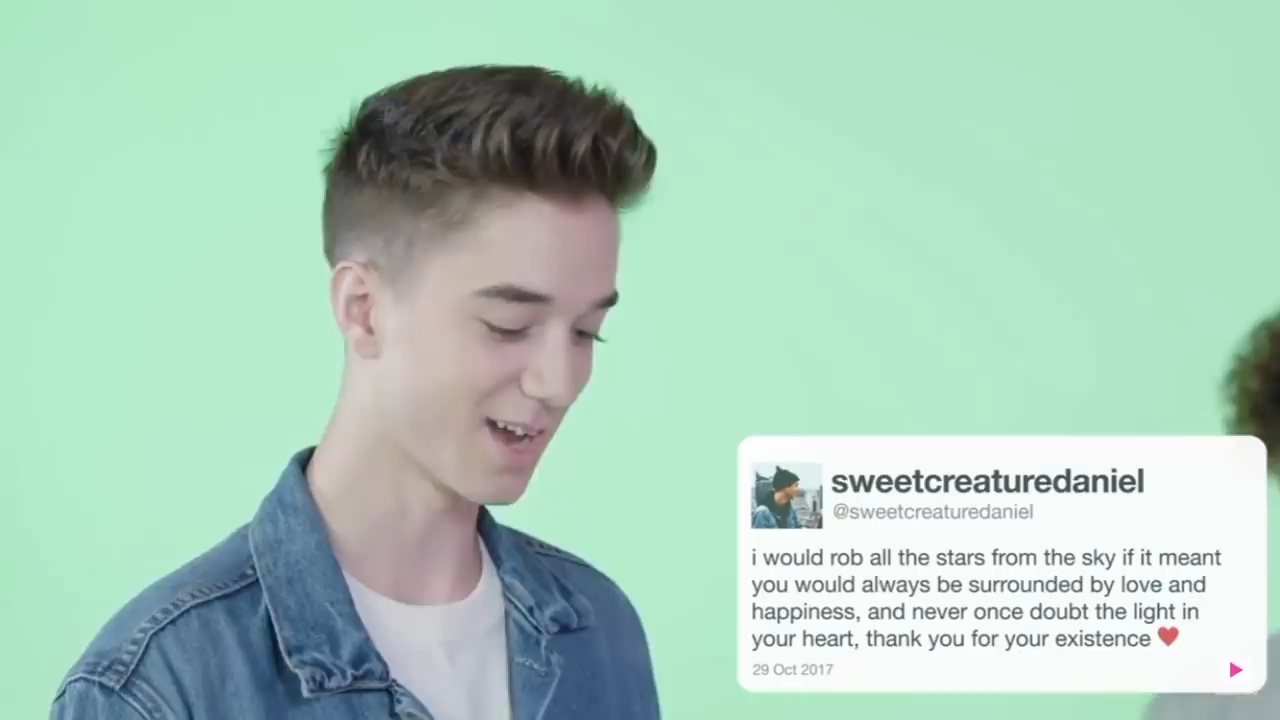 sweetcreaturedaniel
@sweetcreaturedaniel
i would rob all the stars from the sky if it meant
you would always be surrounded by love and
happiness, and never once doubt the light in
your heart, thank you for your existence ❤️
29 Oct 2017